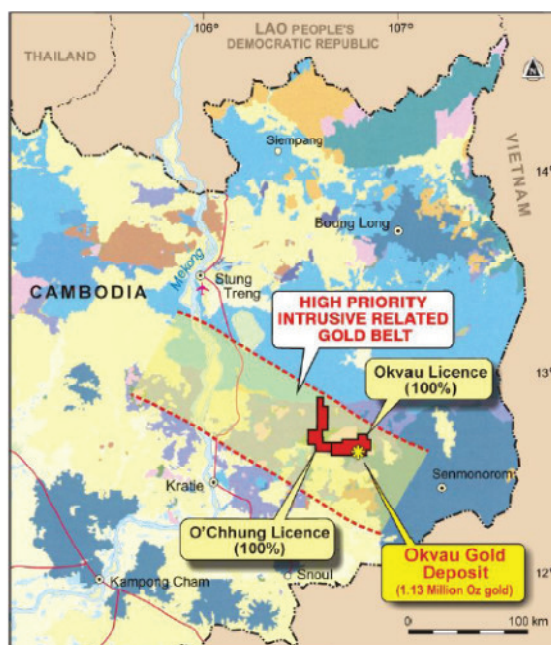 106°
107°
LAO PEOPLE'S
DEMOCRATIC REPUBLIC
THAILAND
VIETNAM
Siempang
14°
Boung Long
Mekong
Stung
Treng
CAMBODIA
HIGH PRIORITY
INTRUSIVE RELATED
GOLD BELT
13°
Okvau Licence
(100%)
Kratie
Senmonorom
O'Chhung Licence
(100%)
Okvau Gold
Deposit
(1.13 Million Oz gold)
Kampong Cham
Snoul
12°
0
100 km